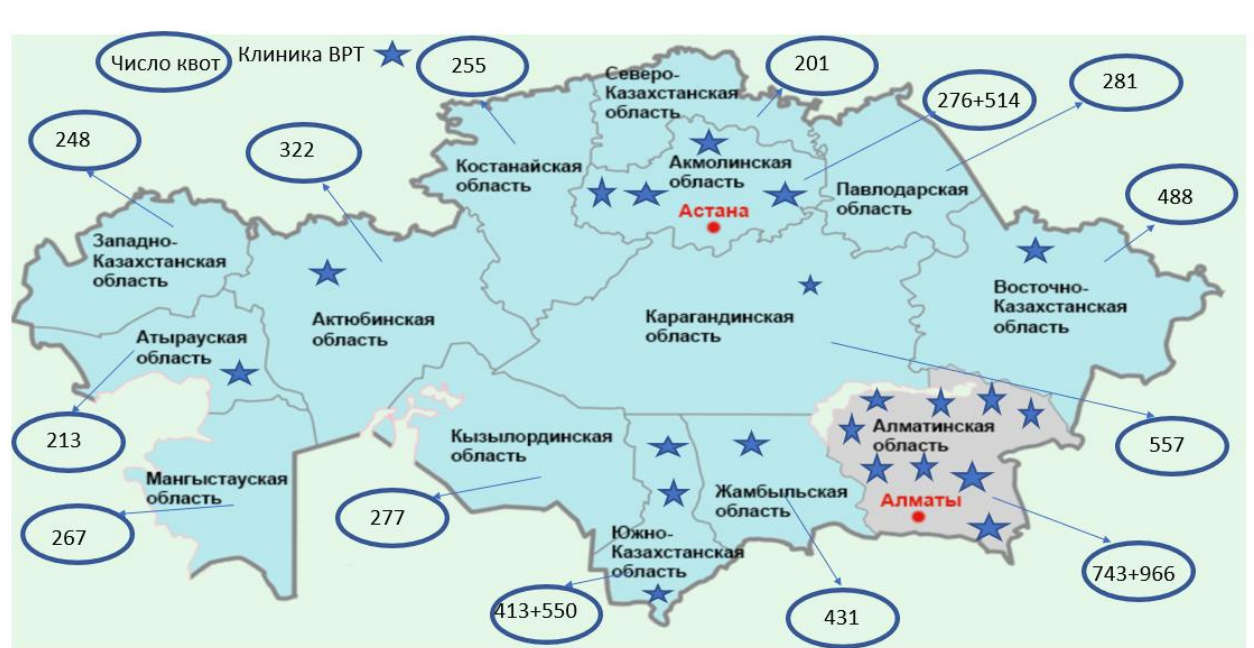 Число квот
Клиника ВРТ
255
201
276+514
281
248
322
488
Северо-
Казахстанская
область
Костанайская
область
Акмолинская
область
Павлодарская
область
Астана
Западно-
Казахстанская
область
Атырауская
область
Актюбинская
область
Карагандинская
область
Восточно-
Казахстанская
область
213
557
Кызылординская
область
Алматинская
область
Мангыстауская
область
Жамбыльская
область
Алматы
267
277
Южно-
Казахстанская
область
413+550
431
743+966